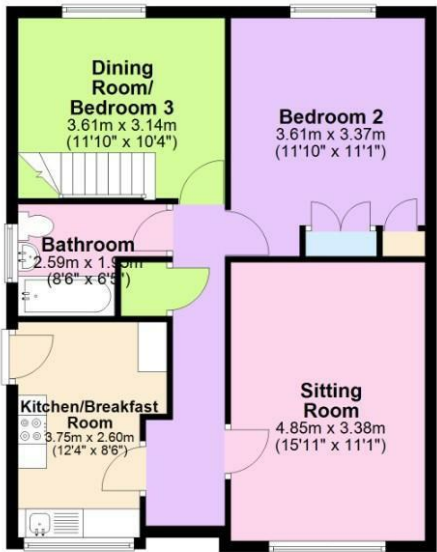 Dining
Room/
Bedroom 3
3.61m x 3.14m
(11'10" x 10'4")
Bedroom 2
3.61m x 3.37m
(11'10" x 11'1")
Bathroom
2.59m x 1.95m
(8'6" x 6'5")
Kitchen/Breakfast
Room
3.75m x 2.60m
(12'4" x 8'6")
Sitting
Room
4.85m x 3.38m
(15'11" x 11'1")